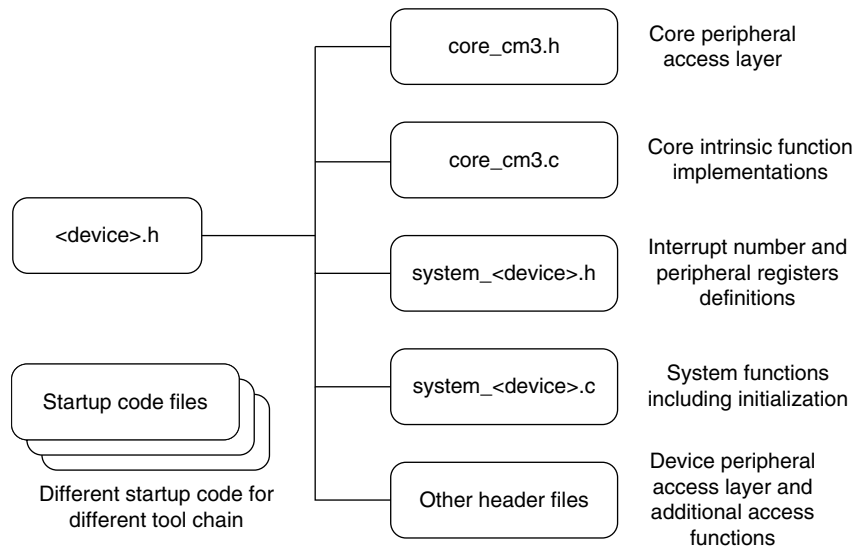 core_cm3.h
Core peripheral
access layer
core_cm3.c
Core intrinsic function
implementations
<device>.h
system_<device>.h
Interrupt number and
peripheral registers
definitions
Startup code files
system_<device>.c
System functions
including initialization
Different startup code for
different tool chain
Other header files
Device peripheral
access layer and
additional access
functions